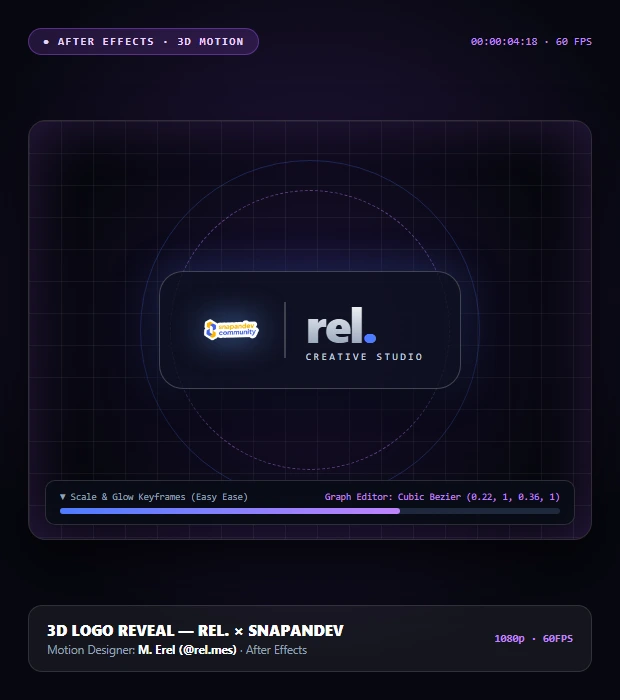 ● AFTER EFFECTS · 3D MOTION
00:00:04:18 · 60 FPS
snapandev
community
rel.
CREATIVE STUDIO
▼ Scale & Glow Keyframes (Easy Ease)
Graph Editor: Cubic Bezier (0.22, 1, 0.36, 1)
3D LOGO REVEAL — REL. × SNAPANDEV
Motion Designer: M. Erel (@rel.mes) · After Effects
1080p · 60FPS